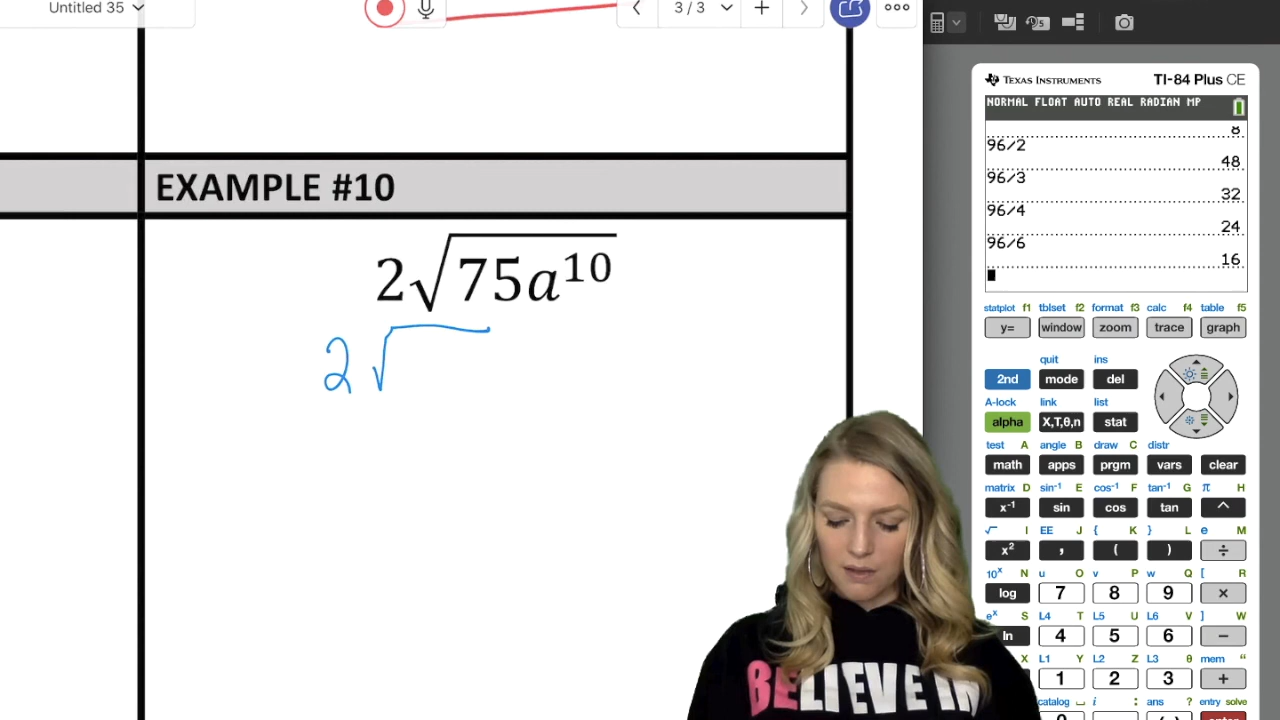 Untitled 35
3 / 3
EXAMPLE #10
2√75a¹⁰
2√
BELIEVE IN
TEXAS INSTRUMENTS TI-84 Plus CE
NORMAL FLOAT AUTO REAL RADIAN MP
8
96/2
48
96/3
32
96/4
24
96/6
16
statplot f1 tblset f2 format f3 calc f4 table f5
y= window zoom trace graph
quit ins
2nd mode del
A-lock link list
alpha X,T,θ,n stat
test A angle B draw C distr
math apps prgm vars clear
matrix D sin⁻¹ E cos⁻¹ F tan⁻¹ G π H
x⁻¹ sin cos tan ^
√ I EE J { K } L e M
x² , ( ) ÷
10ˣ N u O v P w Q [ R
log 7 8 9 ×
eˣ S L4 T L5 U L6 V ] W
ln 4 5 6 −
X L1 Y L2 Z L3 θ mem "
1 2 3 +
catalog i : ans ? entry solve